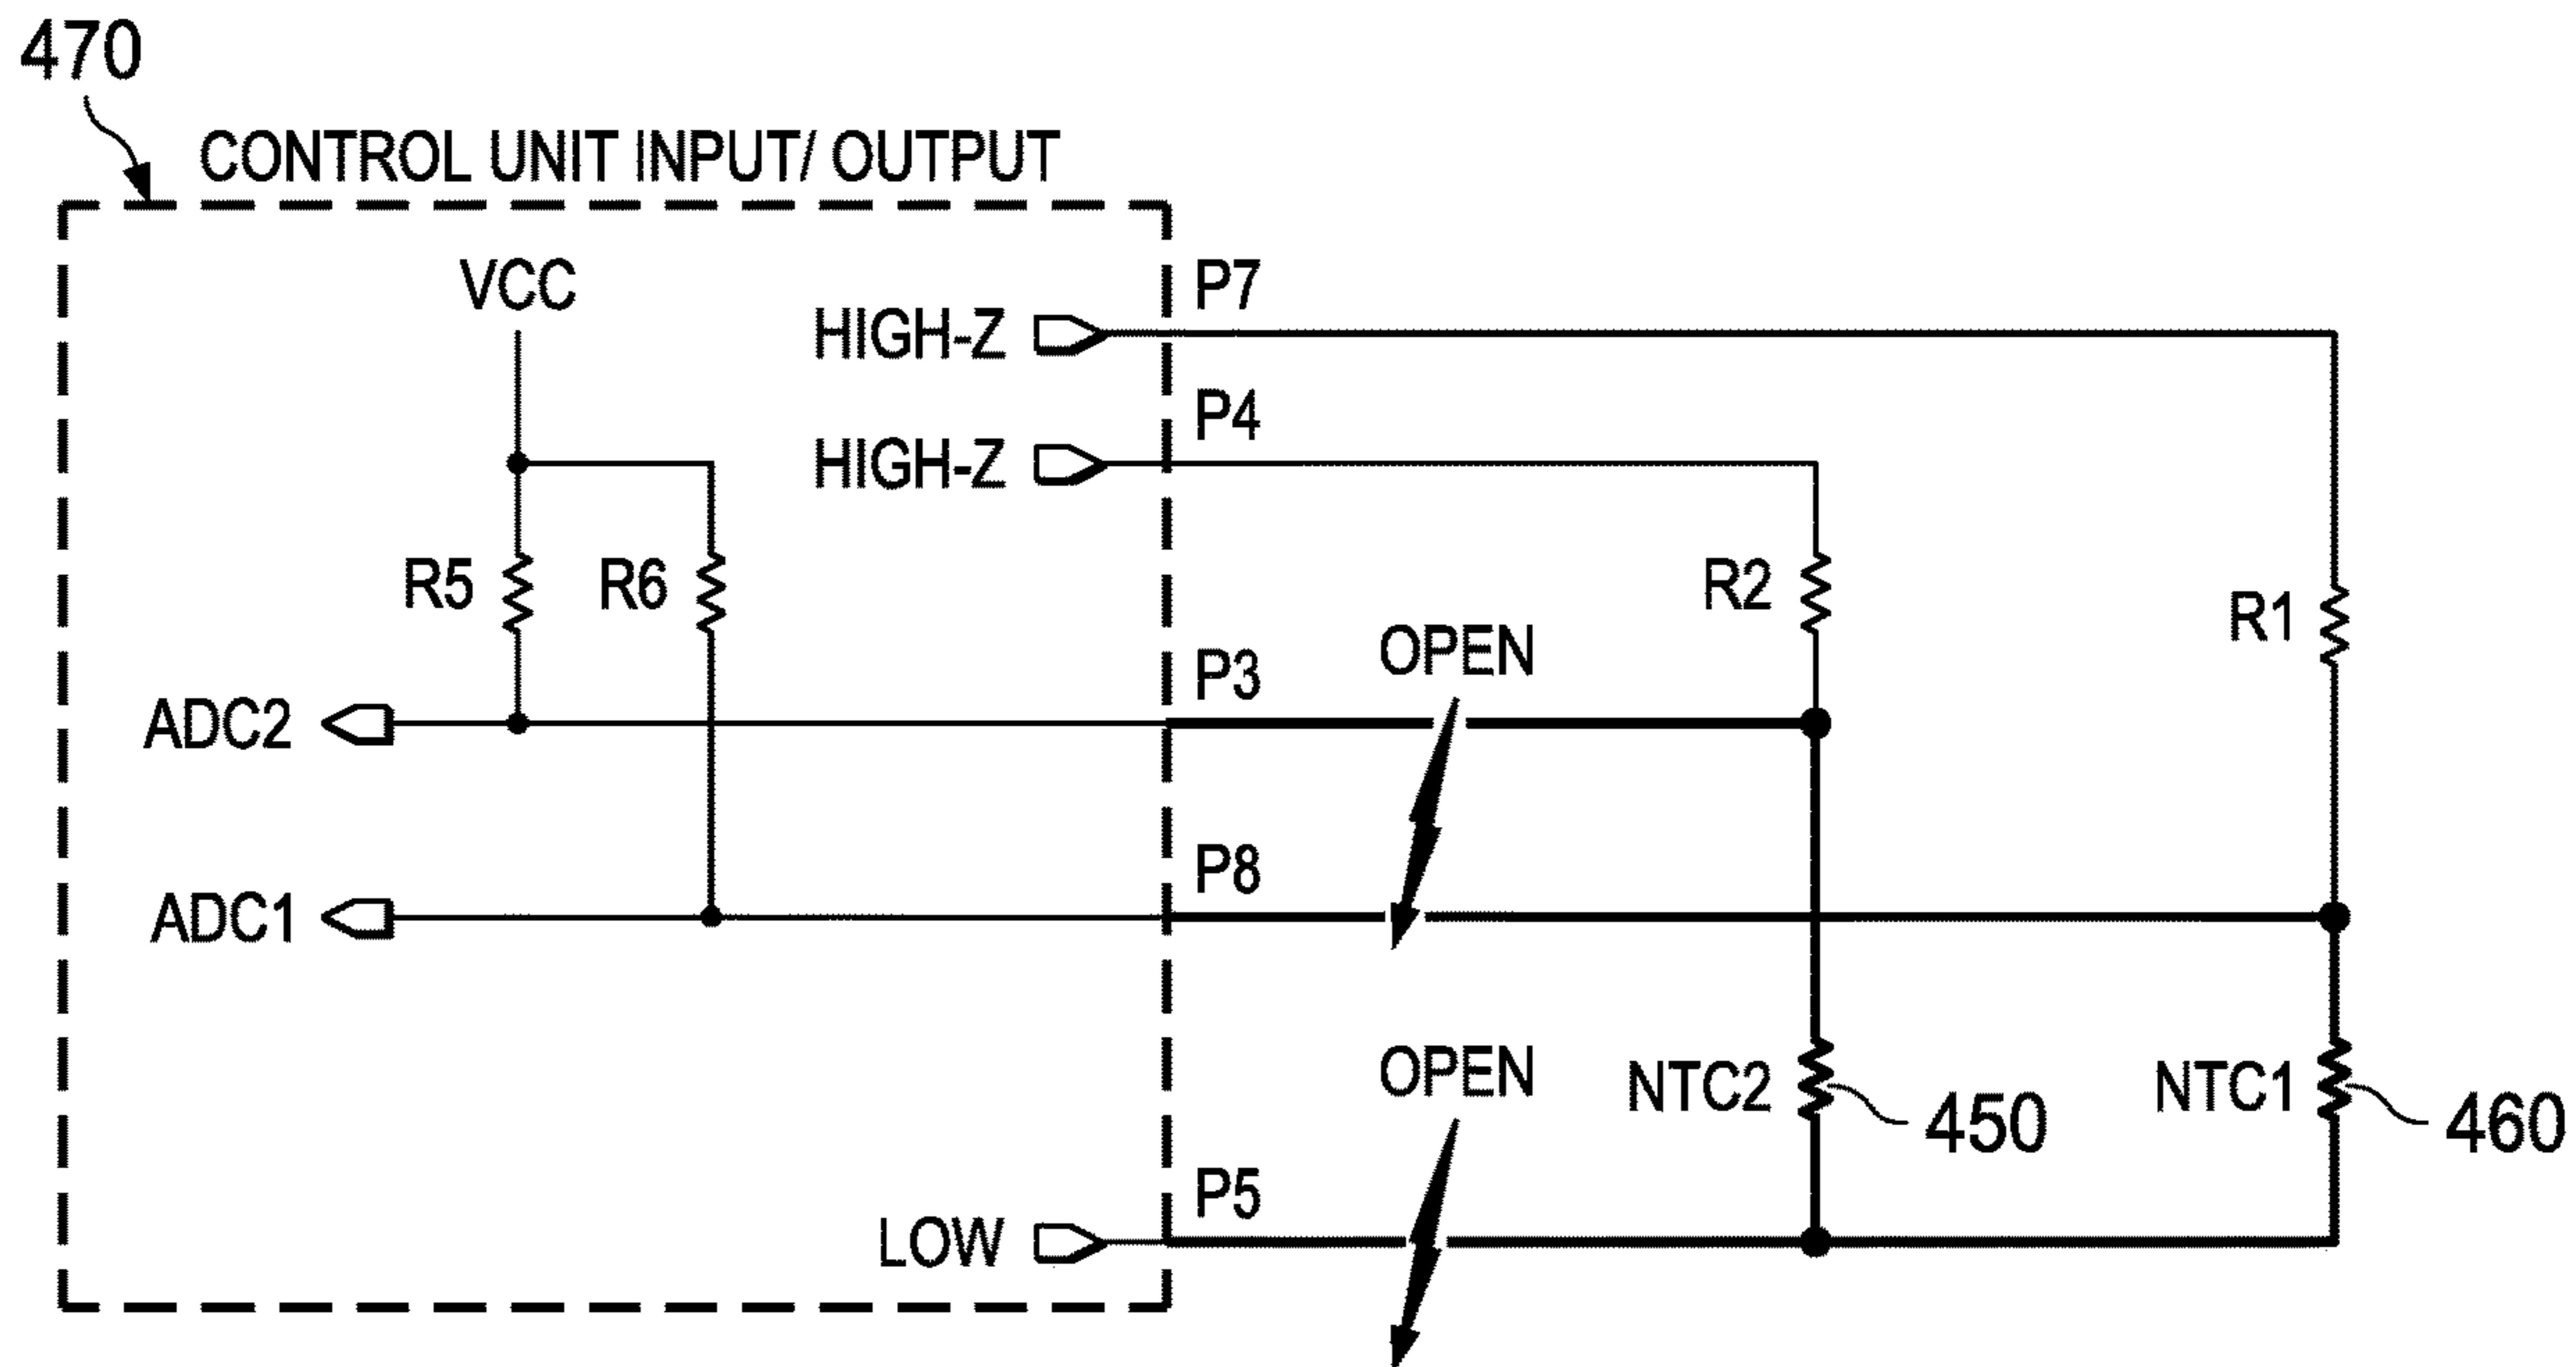 470
CONTROL UNIT INPUT/ OUTPUT
VCC
HIGH-Z
P7
HIGH-Z
P4
R5
R6
R2
R1
OPEN
P3
ADC2
P8
ADC1
OPEN
NTC2
450
NTC1
460
P5
LOW